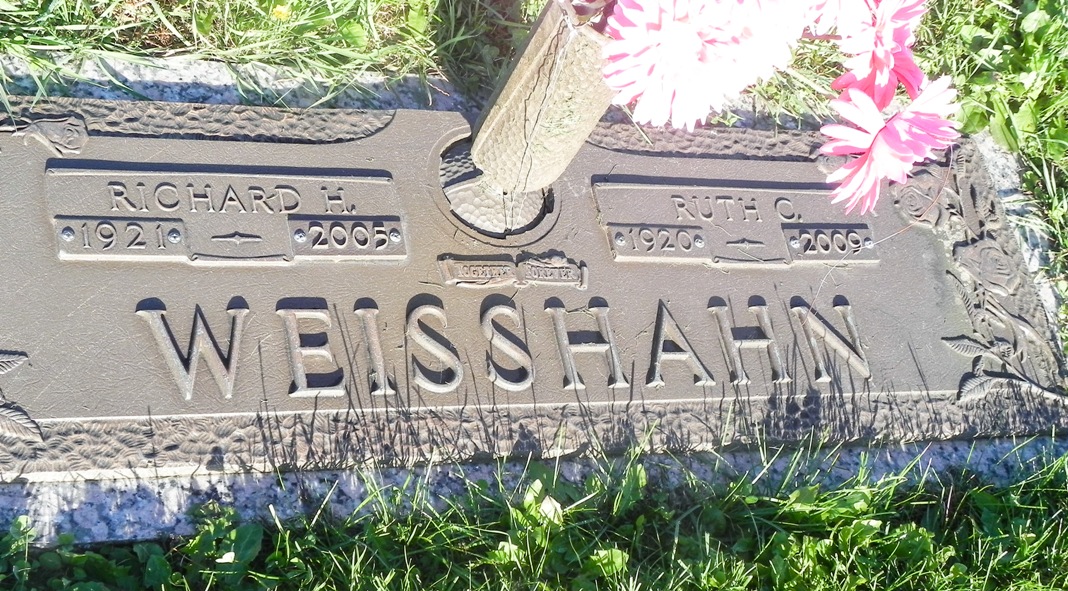 RICHARD H.
1921 2005
RUTH C.
1920 2009
TOGETHER FOREVER
WEISSHAHN